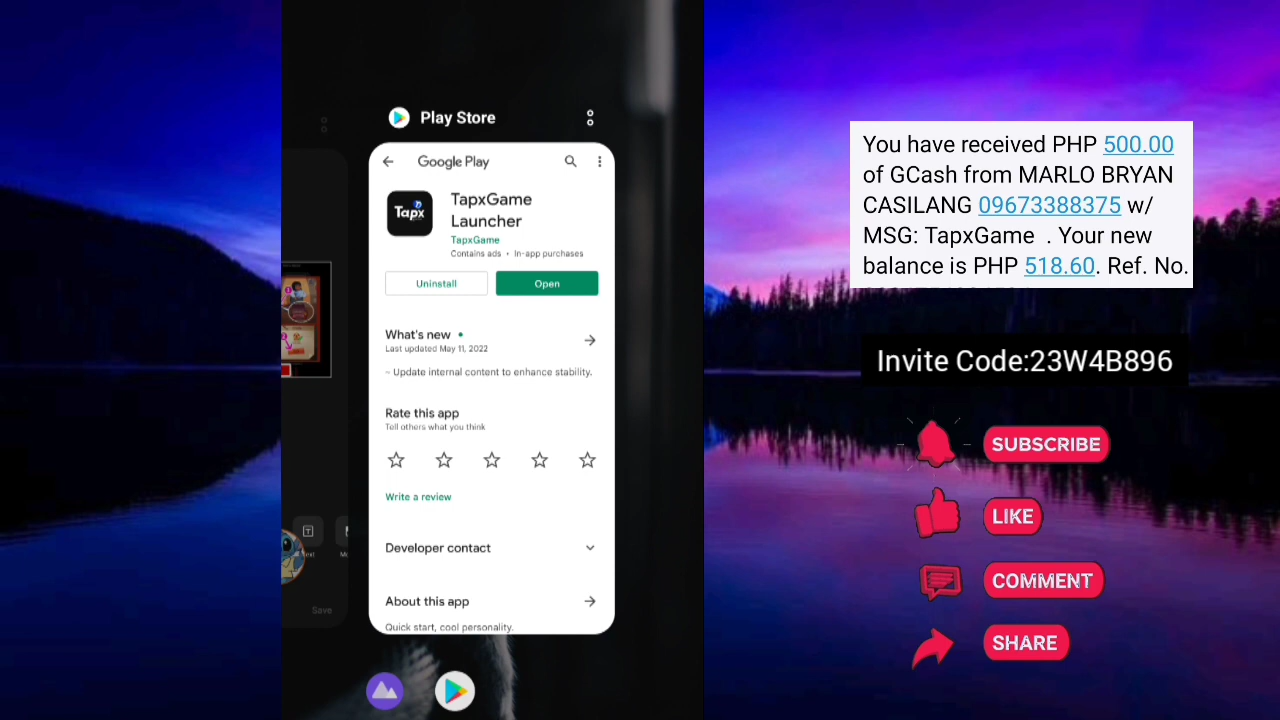 Play Store
Google Play
Tapx
TapxGame
Launcher
TapxGame
Contains ads • In-app purchases
Uninstall
Open
What's new •
Last updated May 11, 2022
~ Update internal content to enhance stability.
Rate this app
Tell others what you think
Write a review
Developer contact
About this app
Quick start, cool personality.
Save
You have received PHP 500.00
of GCash from MARLO BRYAN
CASILANG 09673388375 w/
MSG: TapxGame . Your new
balance is PHP 518.60. Ref. No.
Invite Code:23W4B896
SUBSCRIBE
LIKE
COMMENT
SHARE